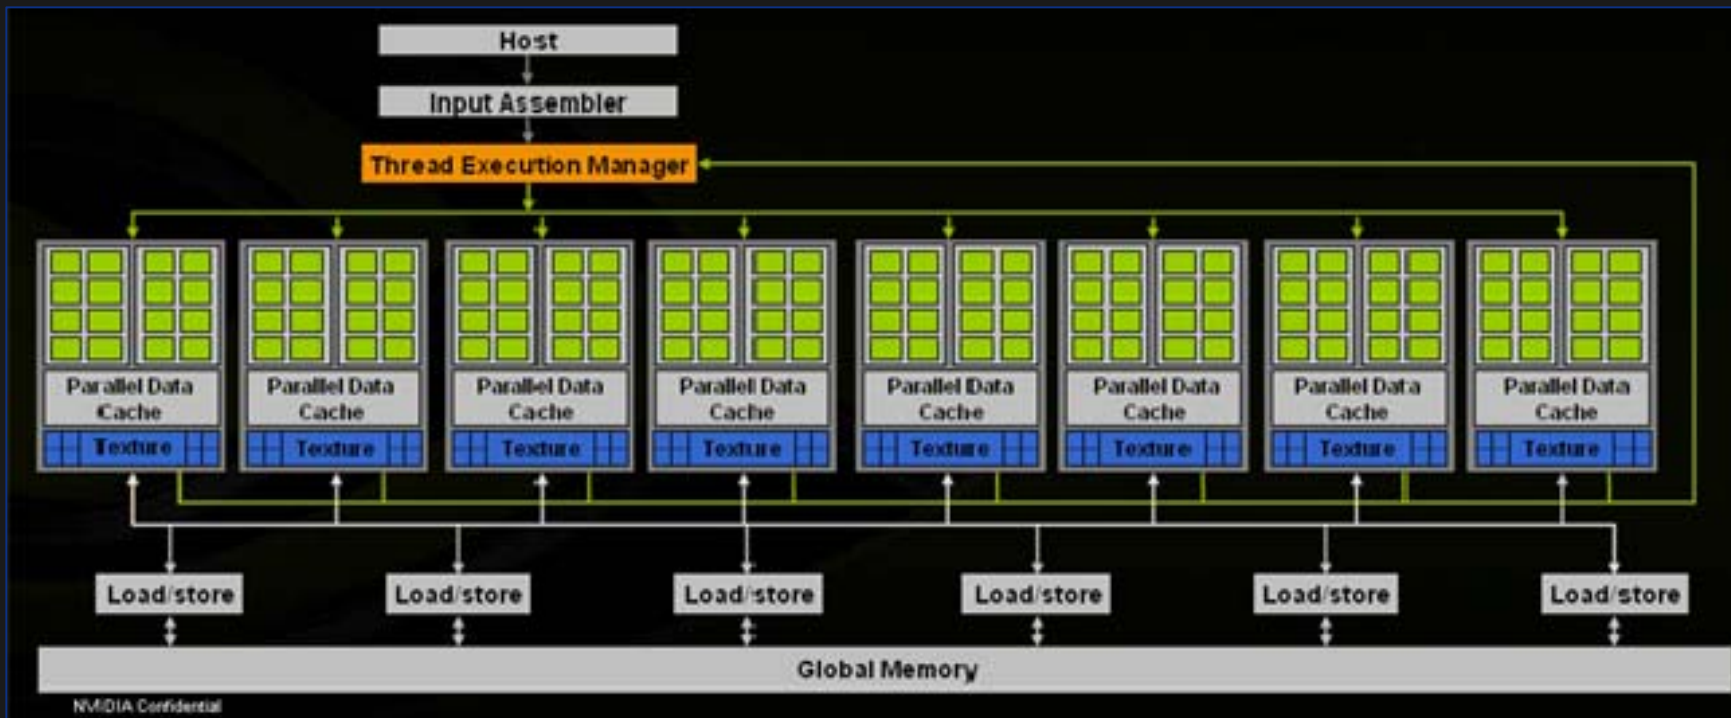 Host
Input Assembler
Thread Execution Manager
Parallel Data
Cache
Texture
Parallel Data
Cache
Texture
Parallel Data
Cache
Texture
Parallel Data
Cache
Texture
Parallel Data
Cache
Texture
Parallel Data
Cache
Texture
Parallel Data
Cache
Texture
Parallel Data
Cache
Texture
Load/store
Load/store
Load/store
Load/store
Load/store
Load/store
Global Memory
NVIDIA Confidential